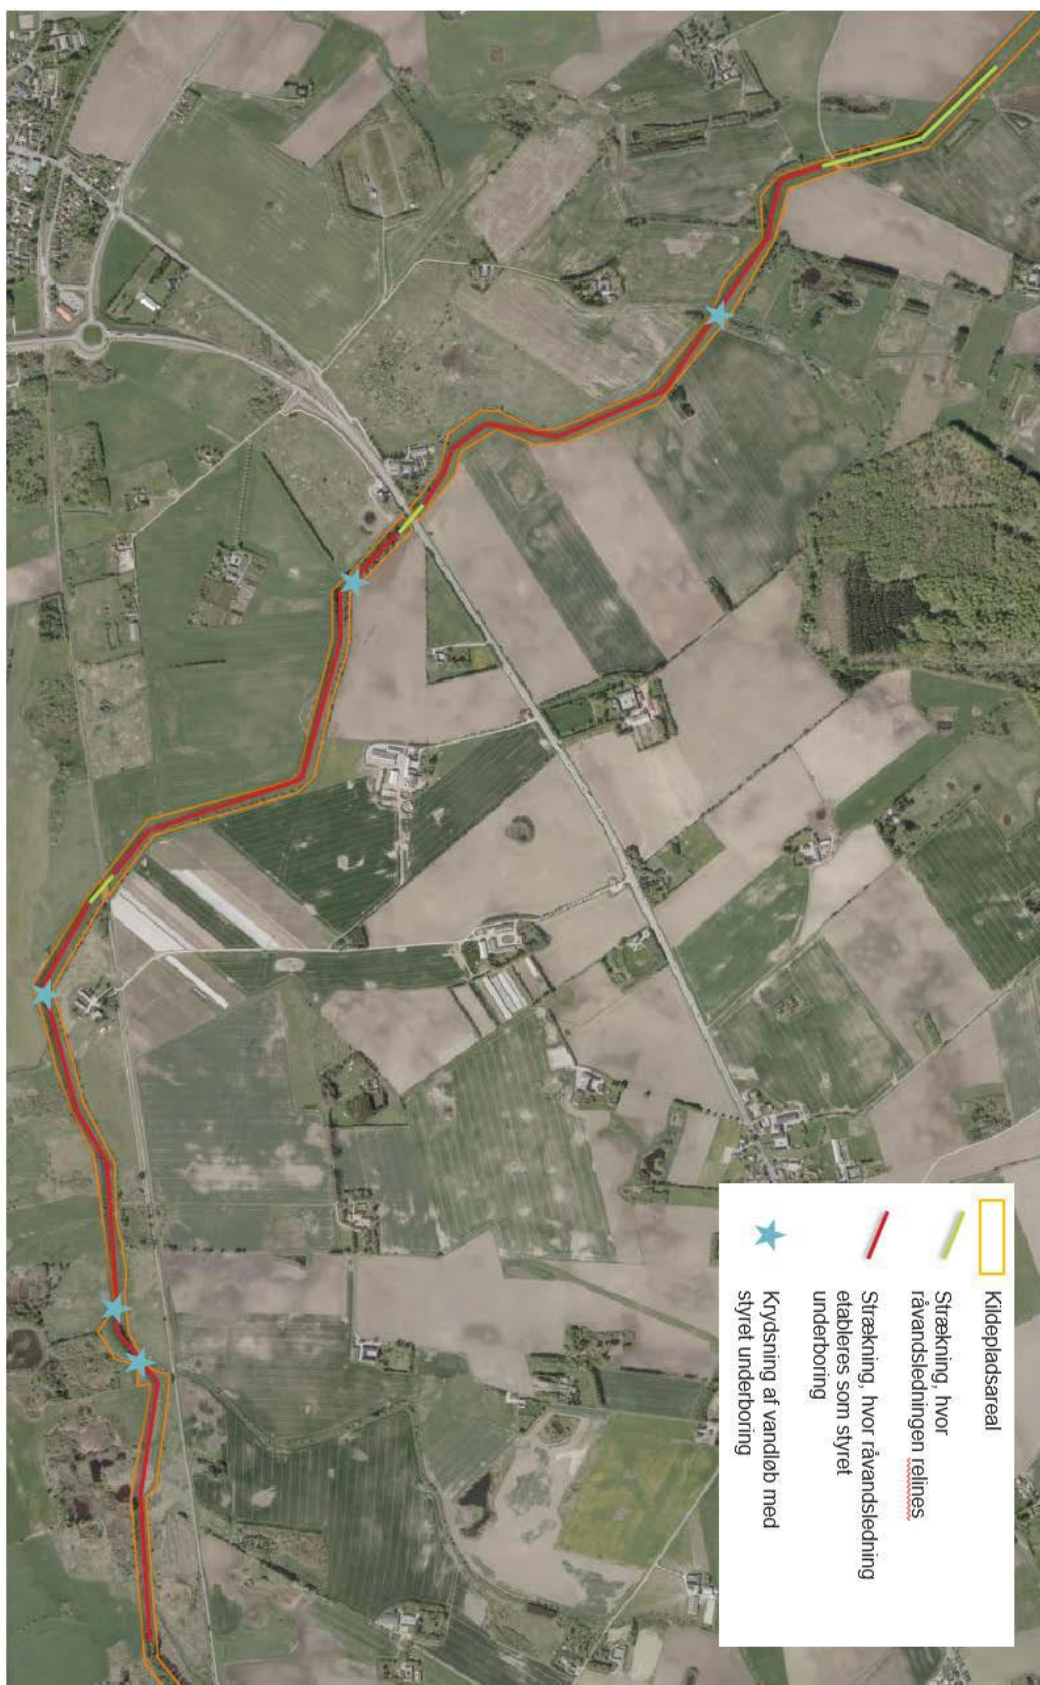 Kildepladsareal
Strækning, hvor
råvandsledningen relines
Strækning, hvor råvandsledning
etableres som styret
underboring
Krydsning af vandløb med
styret underboring